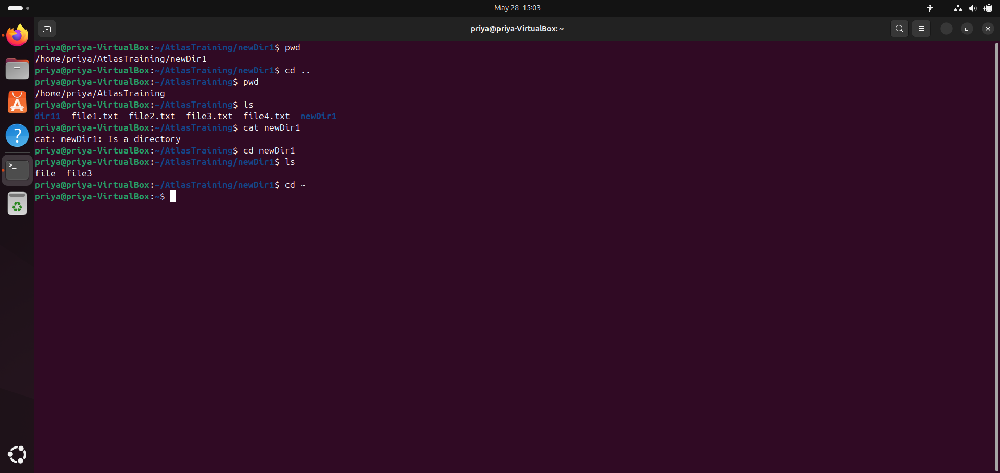 May 28 15:03
priya@priya-VirtualBox: ~
priya@priya-VirtualBox:~/AtlasTraining/newDir1$ pwd
/home/priya/AtlasTraining/newDir1
priya@priya-VirtualBox:~/AtlasTraining/newDir1$ cd ..
priya@priya-VirtualBox:~/AtlasTraining$ pwd
/home/priya/AtlasTraining
priya@priya-VirtualBox:~/AtlasTraining$ ls
dir11  file1.txt  file2.txt  file3.txt  file4.txt  newDir1
priya@priya-VirtualBox:~/AtlasTraining$ cat newDir1
cat: newDir1: Is a directory
priya@priya-VirtualBox:~/AtlasTraining$ cd newDir1
priya@priya-VirtualBox:~/AtlasTraining/newDir1$ ls
file  file3
priya@priya-VirtualBox:~/AtlasTraining/newDir1$ cd ~
priya@priya-VirtualBox:~$